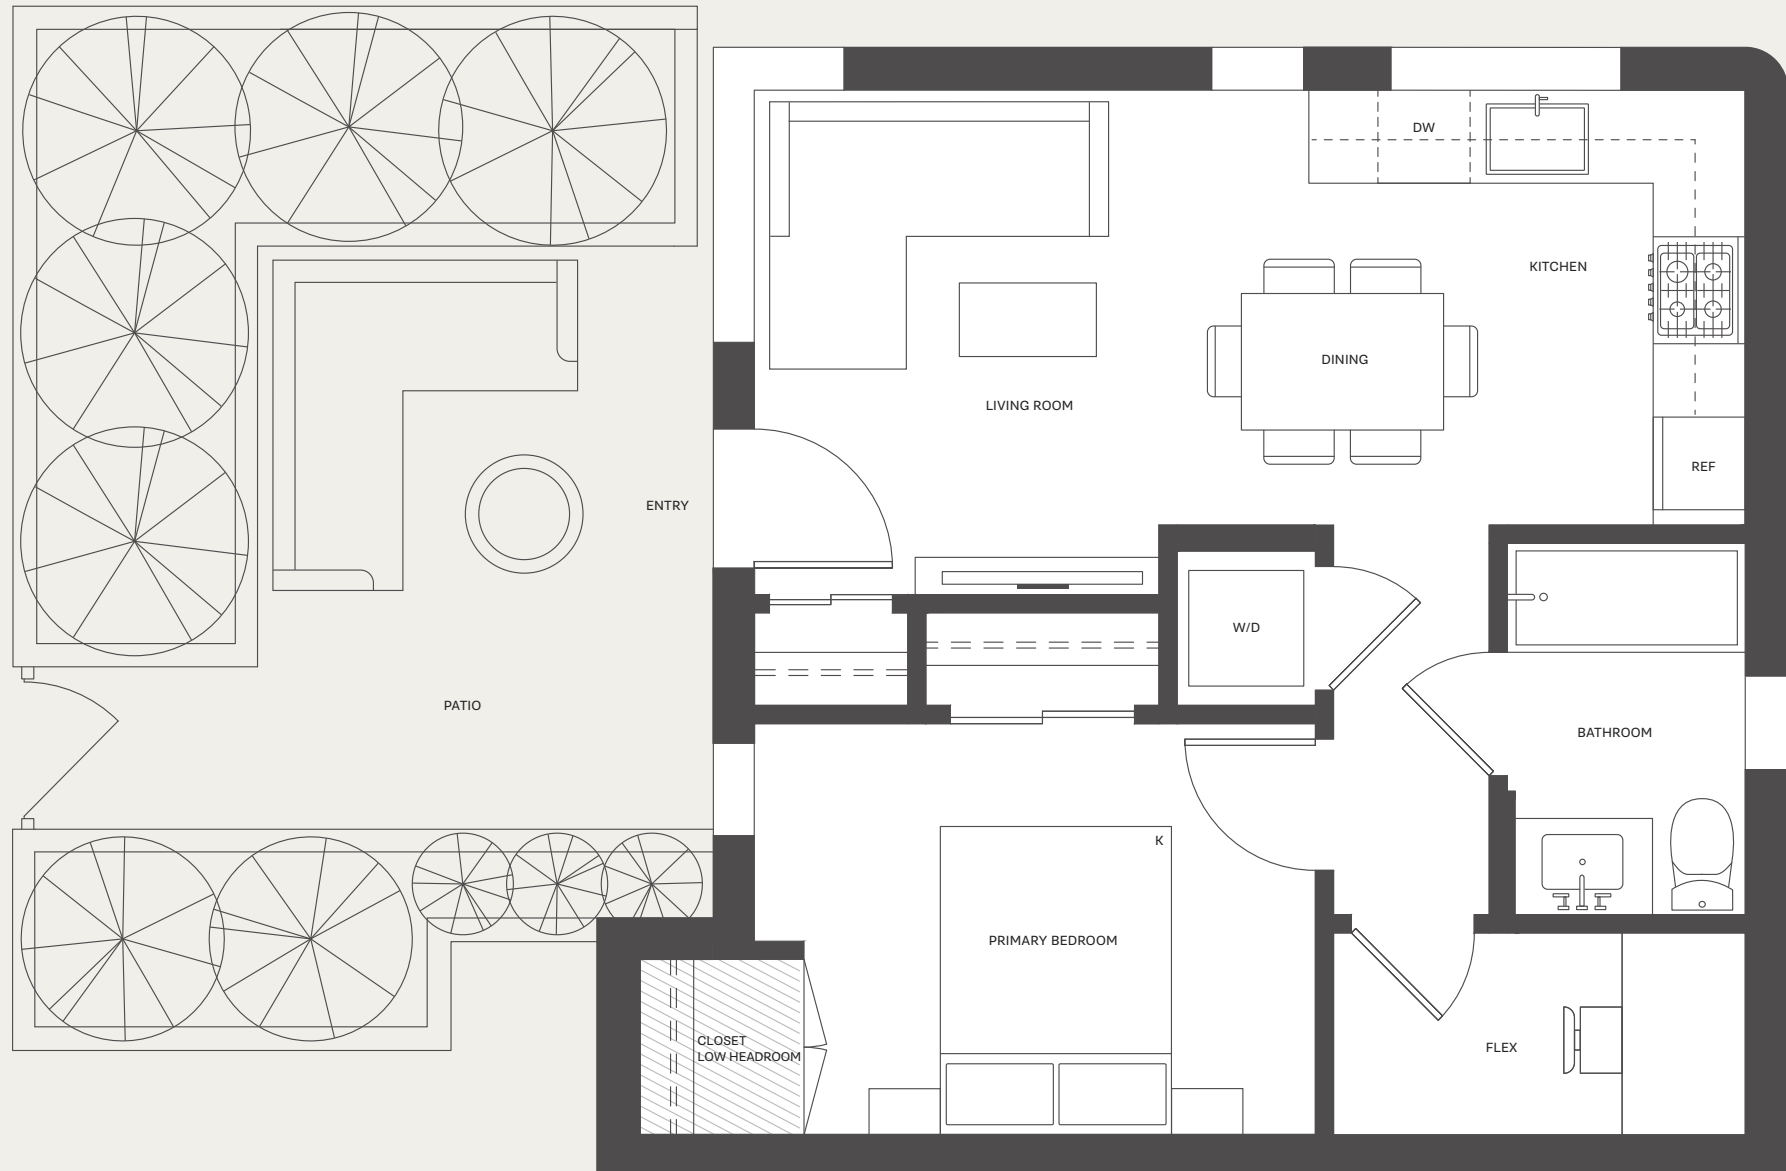 DW
KITCHEN
DINING
LIVING ROOM
REF
ENTRY
W/D
PATIO
BATHROOM
K
PRIMARY BEDROOM
CLOSET
LOW HEADROOM
FLEX